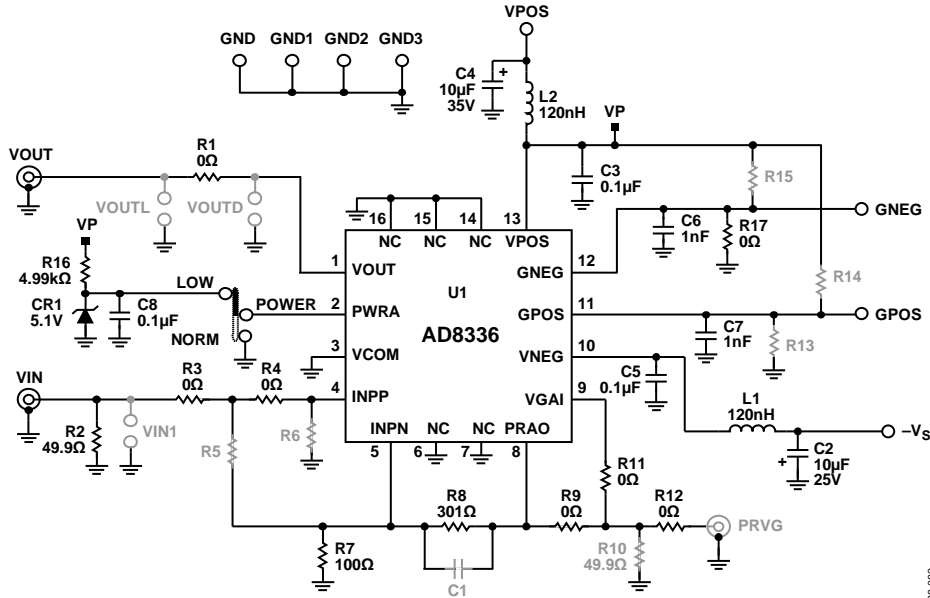 VPOS
GND GND1 GND2 GND3
C4
10µF
35V
L2
120nH
VP
VOUT
R1
0Ω
VOUTL
VOUTD
C3
0.1µF
R15
16 15 14 13
NC NC NC VPOS
C6
1nF
R17
0Ω
GNEG
VP
R16
4.99kΩ
CR1
5.1V
C8
0.1µF
LOW
POWER
NORM
1 VOUT
2 PWRA
3 VCOM
4 INPP
U1
AD8336
GNEG 12
GPOS 11
VNEG 10
VGAI 9
R14
GPOS
C7
1nF
R13
C5
0.1µF
L1
120nH
–VS
C2
10µF
25V
VIN
R2
49.9Ω
VIN1
R3
0Ω
R4
0Ω
R5
R6
INPN NC NC PRAO
5 6 7 8
R11
0Ω
R8
301Ω
R9
0Ω
R12
0Ω
PRVG
R7
100Ω
C1
R10
49.9Ω